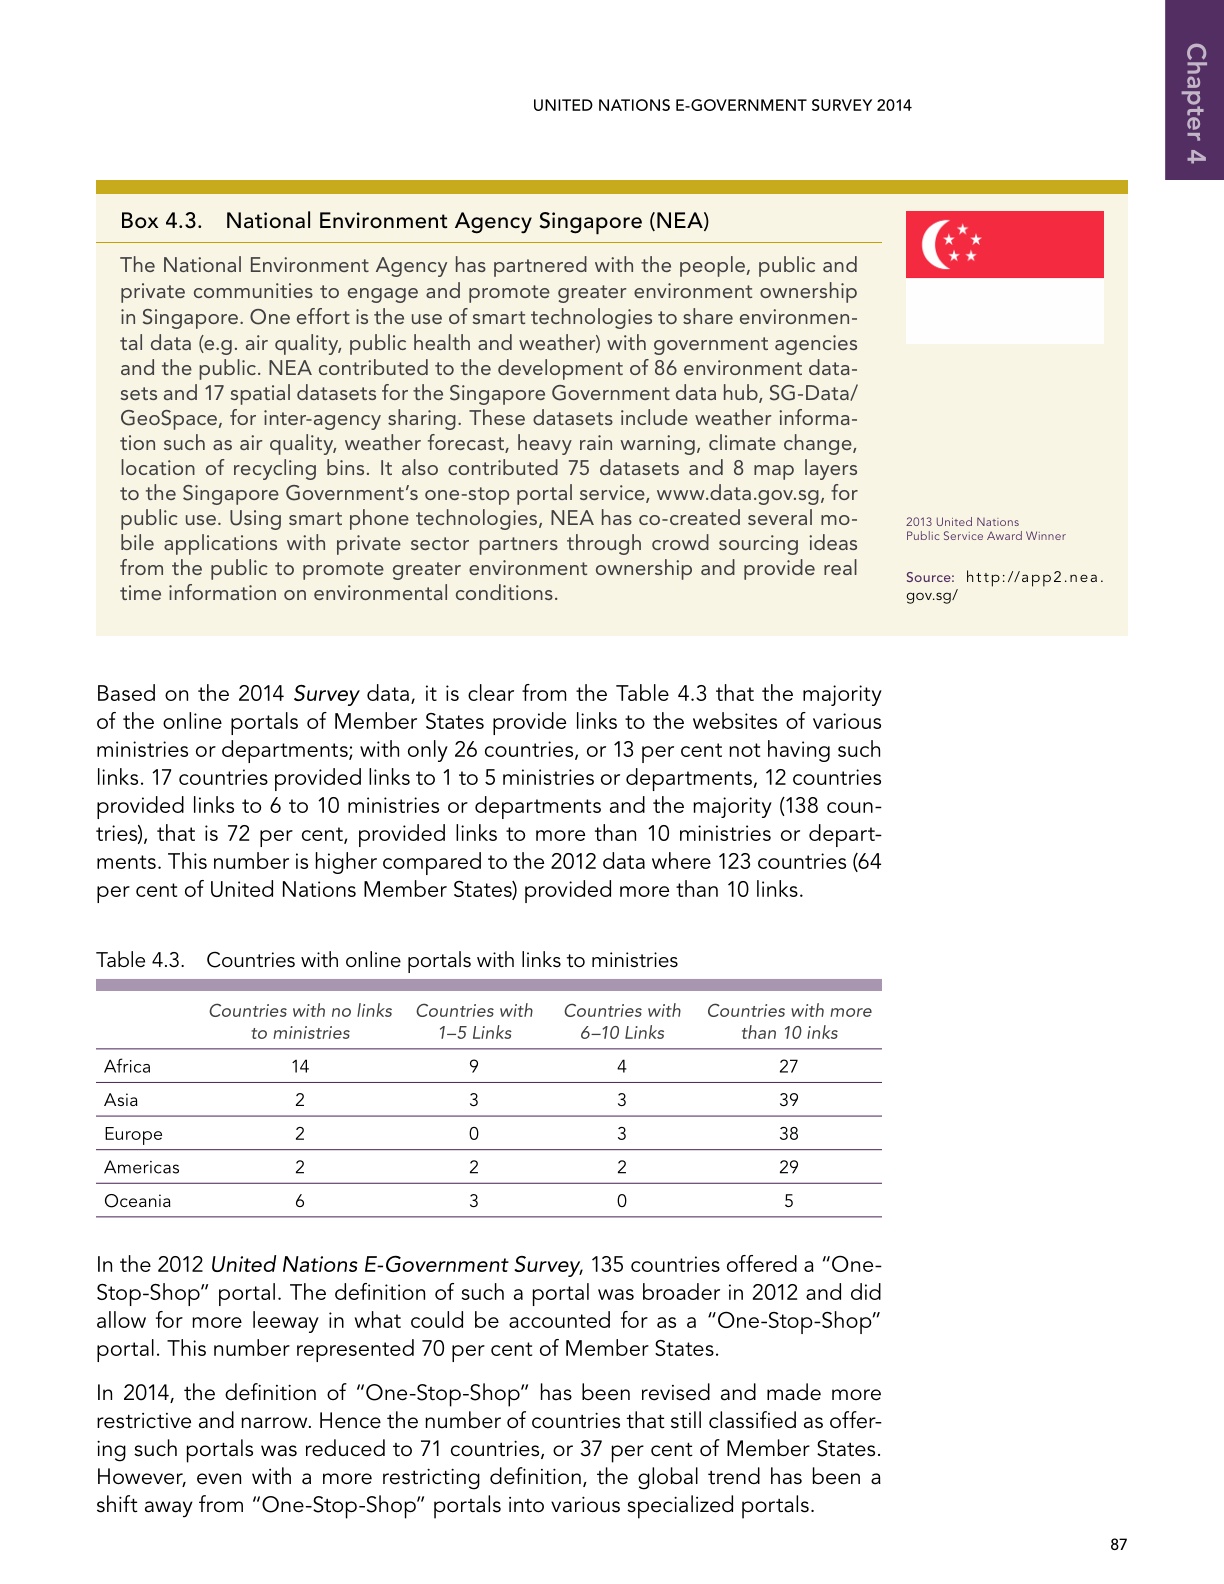 Chapter 4
UNITED NATIONS E-GOVERNMENT SURVEY 2014
Box 4.3. National Environment Agency Singapore (NEA)
The National Environment Agency has partnered with the people, public and
private communities to engage and promote greater environment ownership
in Singapore. One effort is the use of smart technologies to share environmen-
tal data (e.g. air quality, public health and weather) with government agencies
and the public. NEA contributed to the development of 86 environment data-
sets and 17 spatial datasets for the Singapore Government data hub, SG-Data/
GeoSpace, for inter-agency sharing. These datasets include weather informa-
tion such as air quality, weather forecast, heavy rain warning, climate change,
location of recycling bins. It also contributed 75 datasets and 8 map layers
to the Singapore Government’s one-stop portal service, www.data.gov.sg, for
public use. Using smart phone technologies, NEA has co-created several mo-
bile applications with private sector partners through crowd sourcing ideas
from the public to promote greater environment ownership and provide real
time information on environmental conditions.
2013 United Nations
Public Service Award Winner
Source: http://app2.nea.
gov.sg/
Based on the 2014 Survey data, it is clear from the Table 4.3 that the majority
of the online portals of Member States provide links to the websites of various
ministries or departments; with only 26 countries, or 13 per cent not having such
links. 17 countries provided links to 1 to 5 ministries or departments, 12 countries
provided links to 6 to 10 ministries or departments and the majority (138 coun-
tries), that is 72 per cent, provided links to more than 10 ministries or depart-
ments. This number is higher compared to the 2012 data where 123 countries (64
per cent of United Nations Member States) provided more than 10 links.
Table 4.3. Countries with online portals with links to ministries
Countries with no links Countries with Countries with Countries with more
to ministries 1–5 Links 6–10 Links than 10 inks
Africa 14 9 4 27
Asia 2 3 3 39
Europe 2 0 3 38
Americas 2 2 2 29
Oceania 6 3 0 5
In the 2012 United Nations E-Government Survey, 135 countries offered a “One-
Stop-Shop” portal. The definition of such a portal was broader in 2012 and did
allow for more leeway in what could be accounted for as a “One-Stop-Shop”
portal. This number represented 70 per cent of Member States.
In 2014, the definition of “One-Stop-Shop” has been revised and made more
restrictive and narrow. Hence the number of countries that still classified as offer-
ing such portals was reduced to 71 countries, or 37 per cent of Member States.
However, even with a more restricting definition, the global trend has been a
shift away from “One-Stop-Shop” portals into various specialized portals.
87